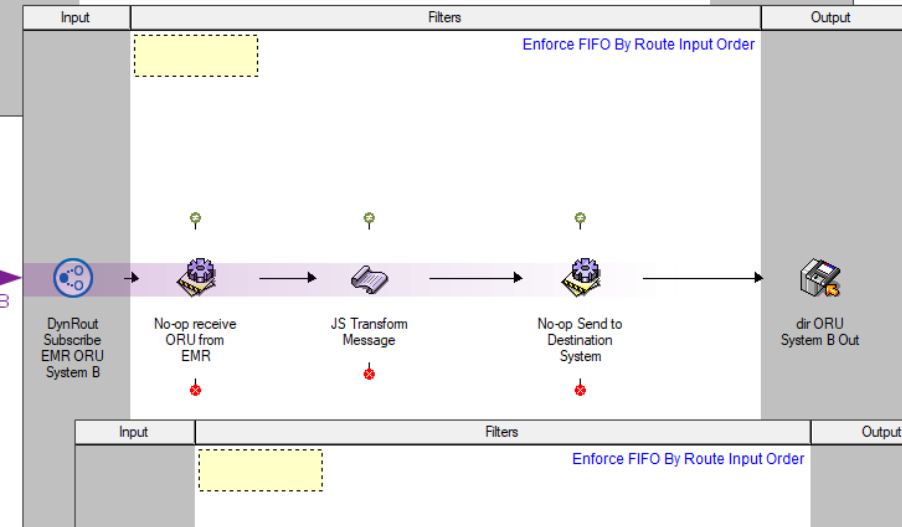 Input
Filters
Output
Enforce FIFO By Route Input Order
DynRout
Subscribe
EMR ORU
System B
No-op receive
ORU from
EMR
JS Transform
Message
No-op Send to
Destination
System
dir ORU
System B Out
B
Input
Filters
Output
Enforce FIFO By Route Input Order